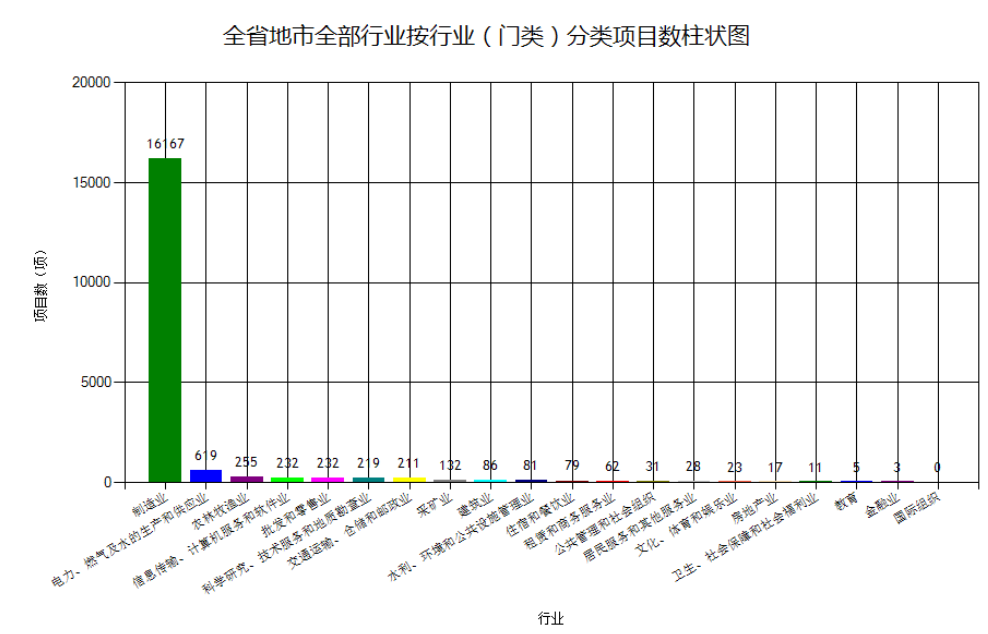 全省地市全部行业按行业（门类）分类项目数柱状图
项目数（项）
20000
15000
10000
5000
0
16167
619
255
232
232
219
211
132
86
81
79
62
31
28
23
17
11
5
3
0
制造业
电力、燃气及水的生产和供应业
农林牧渔业
信息传输、计算机服务和软件业
批发和零售业
科学研究、技术服务和地质勘查业
交通运输、仓储和邮政业
采矿业
建筑业
水利、环境和公共设施管理业
住宿和餐饮业
租赁和商务服务业
公共管理和社会组织
居民服务和其他服务业
文化、体育和娱乐业
房地产业
卫生、社会保障和社会福利业
教育
金融业
国际组织
行业